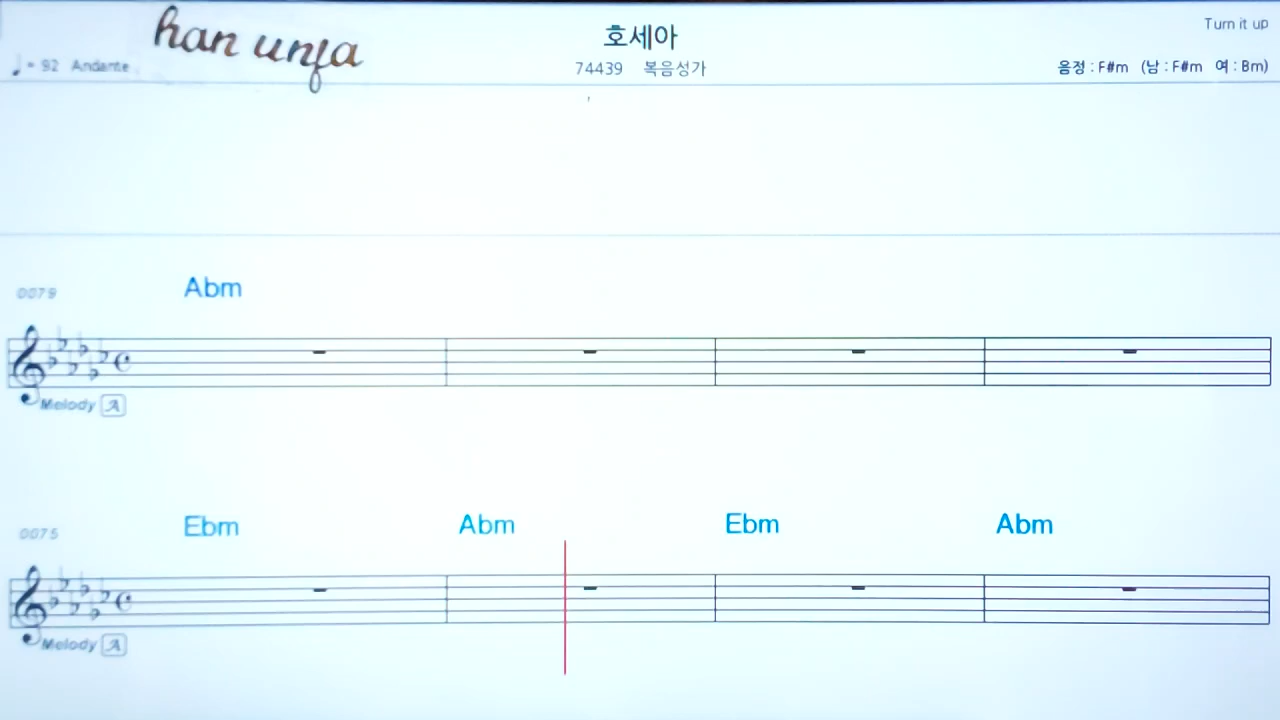 han unja
호세아
Turn it up
♩= 92 Andante
74439 복음성가
음정 : F#m (남 : F#m 여 : Bm)
0079 Abm
Melody A
0075 Ebm Abm Ebm Abm
Melody A